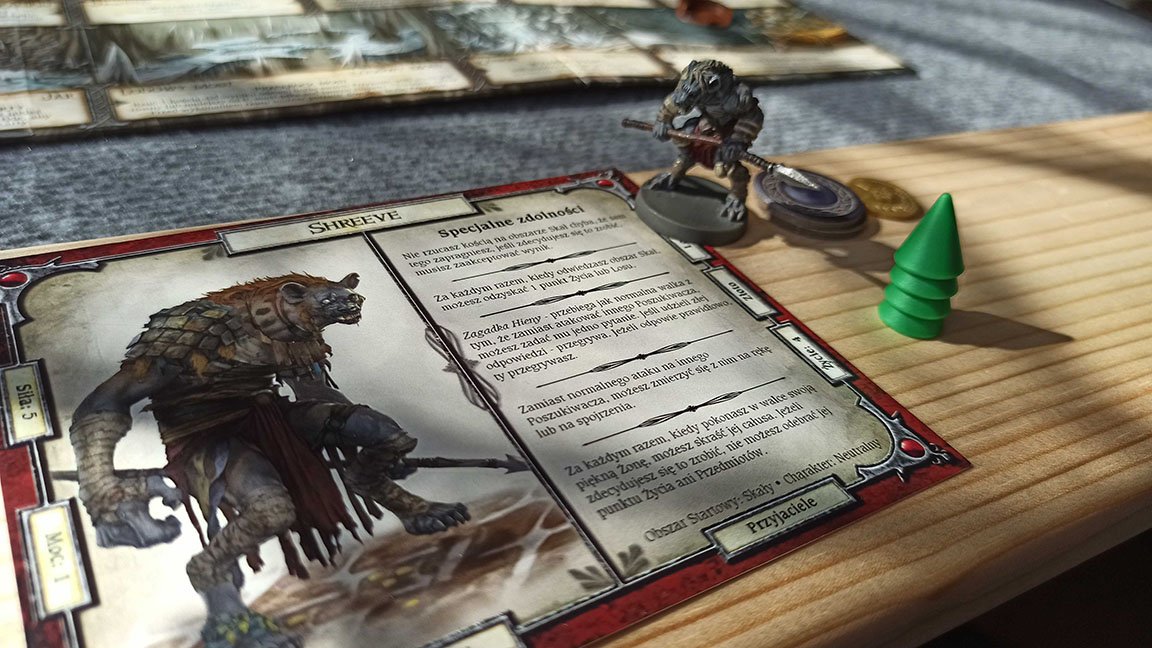 SHREEVE
Siła: 5
Moc: 1
Specjalne zdolności
Nie rzucasz kością na obszarze Skał chyba, że sam
tego zapragniesz, jeśli zdecydujesz się to zrobić
musisz zaakceptować wynik.
Za każdym razem, kiedy odwiedzasz obszar Skał,
możesz odzyskać 1 punkt Życia lub Losu.
Zagadka Hieny - przebiega jak normalna walka z
tym, że zamiast atakować innego Poszukiwacza,
możesz zadać mu jedno pytanie. Jeśli udzieli złej
odpowiedzi - przegrywa. Jeżeli odpowie prawidłowo,
ty przegrywasz.
Zamiast normalnego ataku na innego
Poszukiwacza, możesz zmierzyć się z nim na rękę
lub na spojrzenia.
Za każdym razem, kiedy pokonasz w walce swoją
piękną Żonę, możesz skraść jej całusa. Jeżeli
zdecydujesz się to zrobić, nie możesz odebrać jej
punktu Życia ani Przedmiotów.
Obszar Startowy: Skały • Charakter: Neutralny
Przyjaciele
Złoto
Życie: 4